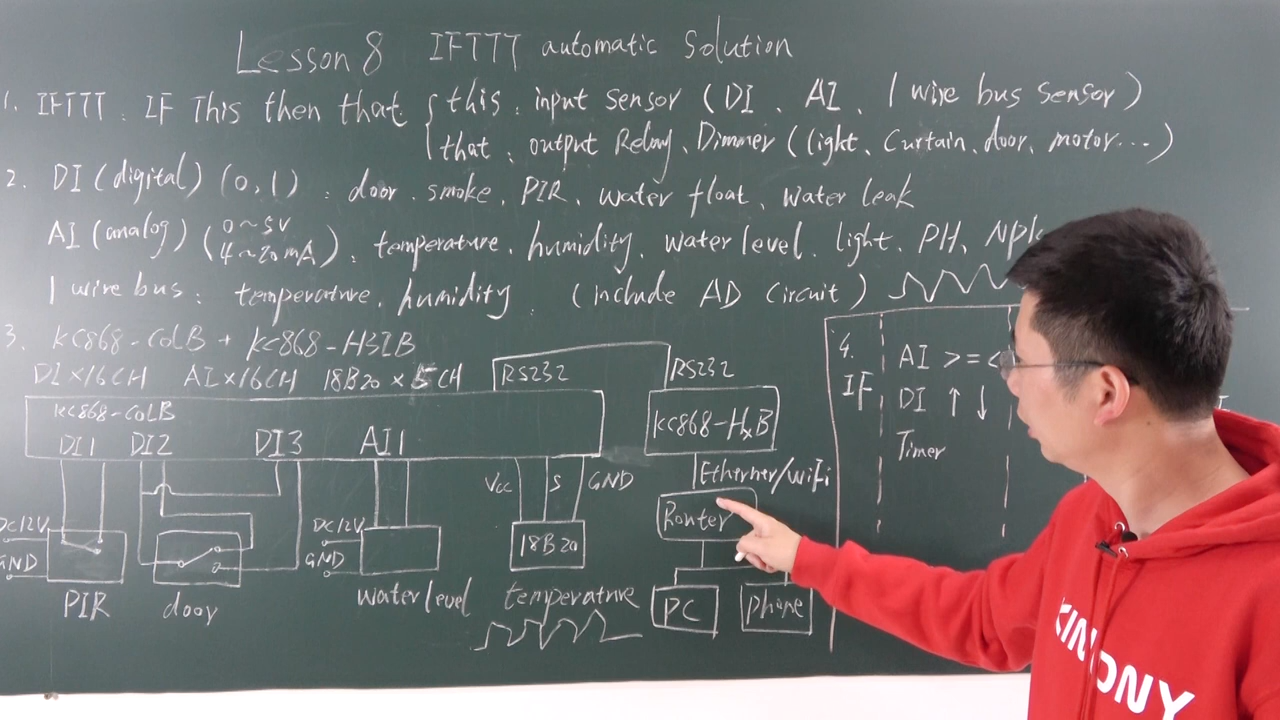 Lesson 8 IFTTT automatic Solution
1. IFTTT : IF This then that { this : input sensor (DI、AI、1 wire bus sensor)
that : output Relay、Dimmer (light、Curtain、door、motor...)
2. DI (digital) (0,1) : door、smoke、PIR、water float、water leak
AI (analog) (0~5V 4~20mA) : temperature、humidity、water level、light、PH、NPK
1 wire bus : temperature、humidity (include AD Circuit)
3. KC868-COLB + KC868-H32B
DI×16CH AI×16CH 18B20×5CH
RS232
RS232
KC868-COLB
DI1 DI2 DI3 AI1
KC868-HxB
Vcc S GND
Etherner/WiFi
Router
DC12V
GND
DC12V
GND
18B20
PIR door water level temperature
PC
phone
4. IF
AI > = <
DI ↑ ↓
Timer
KINCONY